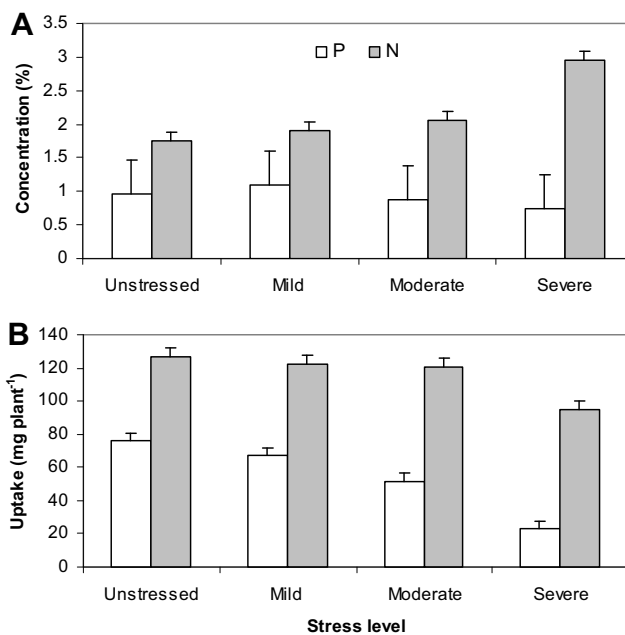 A
Concentration (%)
3.5
3
2.5
2
1.5
1
0.5
0
P N
Unstressed Mild Moderate Severe
B
Uptake (mg plant⁻¹)
140
120
100
80
60
40
20
0
Unstressed Mild Moderate Severe
Stress level